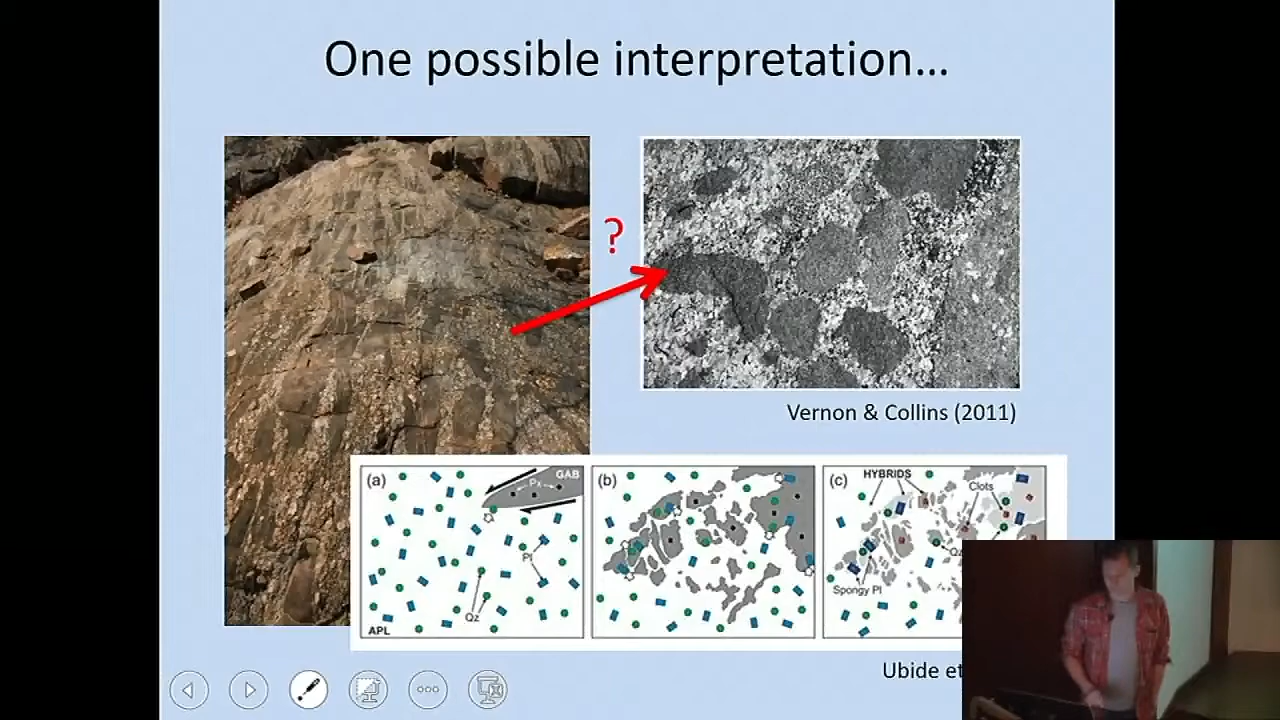 One possible interpretation...
?
Vernon & Collins (2011)
(a)
GAB
Px
Pl
Qz
APL
(b)
(c)
HYBRIDS
Clots
Spongy Pl
Ubide et